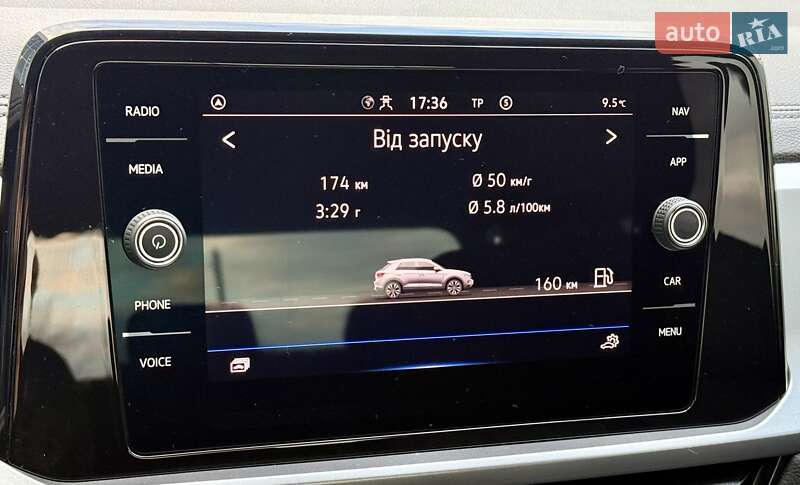 auto RIA
RADIO
MEDIA
PHONE
VOICE
17:36 TP S 9.5°C
Від запуску
174 км Ø 50 км/г
3:29 г Ø 5.8 л/100км
160 км
NAV
APP
CAR
MENU